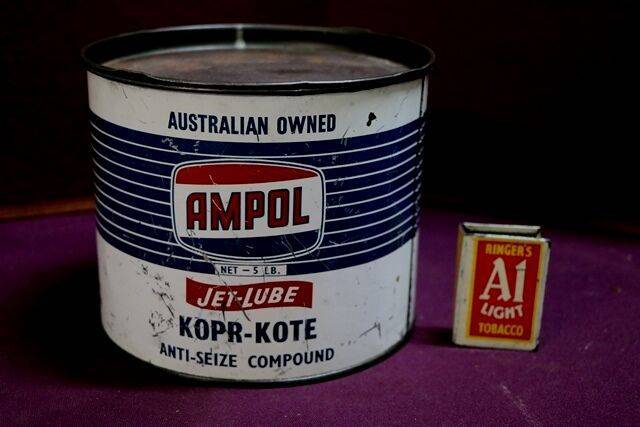 AUSTRALIAN OWNED
AMPOL
NET - 5 LB.
JET-LUBE
KOPR-KOTE
ANTI-SEIZE COMPOUND
RINGER'S
A1
LIGHT
TOBACCO